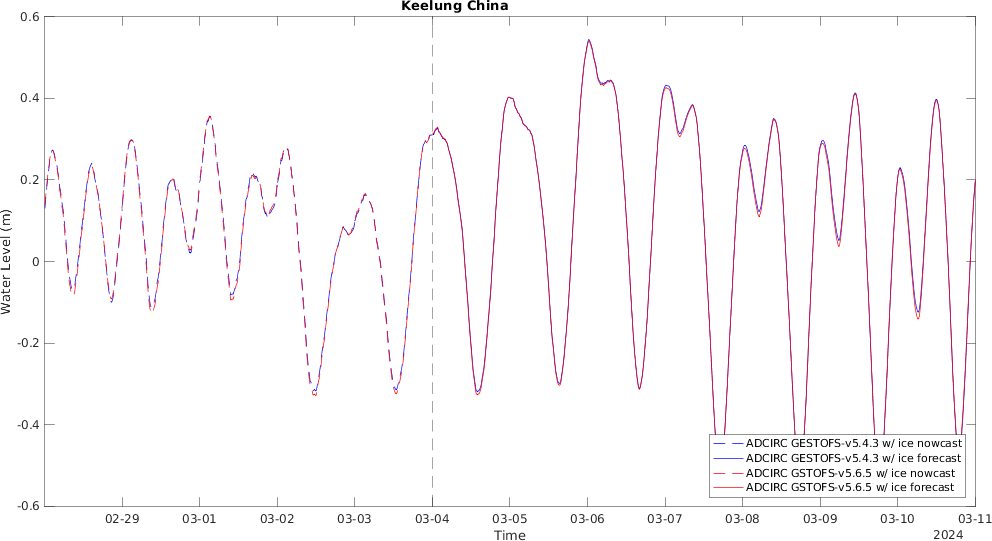 Keelung China
0.6
0.4
0.2
0
-0.2
-0.4
-0.6
Water Level (m)
ADCIRC GESTOFS-v5.4.3 w/ ice nowcast
ADCIRC GESTOFS-v5.4.3 w/ ice forecast
ADCIRC GSTOFS-v5.6.5 w/ ice nowcast
ADCIRC GSTOFS-v5.6.5 w/ ice forecast
02-29 03-01 03-02 03-03 03-04 03-05 03-06 03-07 03-08 03-09 03-10 03-11
Time
2024